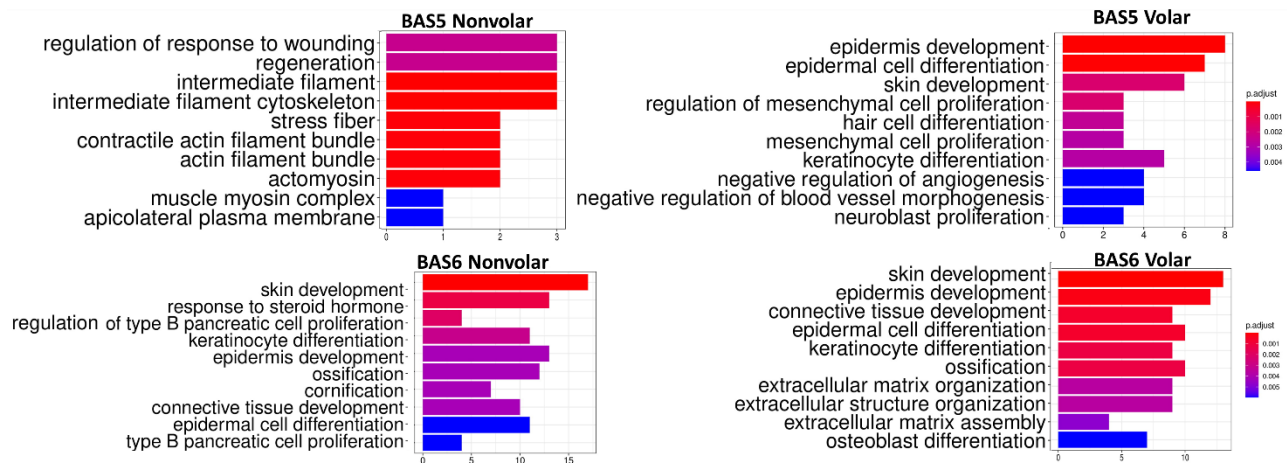 BAS5 Nonvolar
regulation of response to wounding
regeneration
intermediate filament
intermediate filament cytoskeleton
stress fiber
contractile actin filament bundle
actin filament bundle
actomyosin
muscle myosin complex
apicolateral plasma membrane
0 1 2 3
BAS5 Volar
epidermis development
epidermal cell differentiation
skin development
regulation of mesenchymal cell proliferation
hair cell differentiation
mesenchymal cell proliferation
keratinocyte differentiation
negative regulation of angiogenesis
negative regulation of blood vessel morphogenesis
neuroblast proliferation
0 2 4 6 8
p.adjust
0.001
0.002
0.003
0.004
BAS6 Nonvolar
skin development
response to steroid hormone
regulation of type B pancreatic cell proliferation
keratinocyte differentiation
epidermis development
ossification
cornification
connective tissue development
epidermal cell differentiation
type B pancreatic cell proliferation
0 5 10 15
BAS6 Volar
skin development
epidermis development
connective tissue development
epidermal cell differentiation
keratinocyte differentiation
ossification
extracellular matrix organization
extracellular structure organization
extracellular matrix assembly
osteoblast differentiation
0 5 10
p.adjust
0.001
0.002
0.003
0.004
0.005